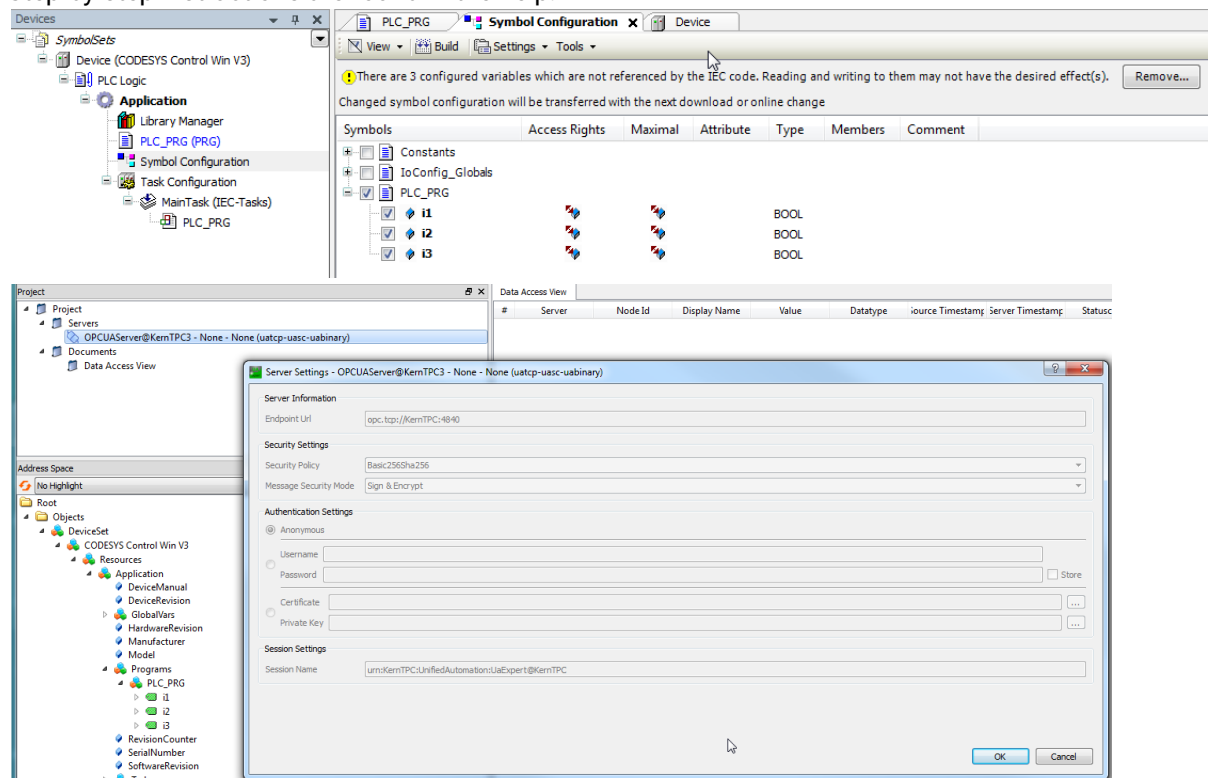 Devices
SymbolSets
Device (CODESYS Control Win V3)
PLC Logic
Application
Library Manager
PLC_PRG (PRG)
Symbol Configuration
Task Configuration
MainTask (IEC-Tasks)
PLC_PRG
PLC_PRG Symbol Configuration Device
View Build Settings Tools
There are 3 configured variables which are not referenced by the IEC code. Reading and writing to them may not have the desired effect(s). Remove...
Changed symbol configuration will be transferred with the next download or online change
Symbols Access Rights Maximal Attribute Type Members Comment
Constants
IoConfig_Globals
PLC_PRG
i1 BOOL
i2 BOOL
i3 BOOL
Project
Project
Servers
OPCUAServer@KernTPC3 - None - None (uatcp-uasc-uabinary)
Documents
Data Access View
Data Access View
# Server Node Id Display Name Value Datatype Source Timestamp Server Timestamp
Address Space
No Highlight
Root
Objects
DeviceSet
CODESYS Control Win V3
Resources
Application
DeviceManual
DeviceRevision
GlobalVars
HardwareRevision
Manufacturer
Model
Programs
PLC_PRG
i1
i2
i3
RevisionCounter
SerialNumber
SoftwareRevision
Server Settings - OPCUAServer@KernTPC3 - None - None (uatcp-uasc-uabinary)
Server Information
Endpoint Url opc.tcp://KernTPC:4840
Security Settings
Security Policy Basic256Sha256
Message Security Mode Sign & Encrypt
Authentication Settings
Anonymous
Username
Password Store
Certificate ...
Private Key ...
Session Settings
Session Name urn:KernTPC:UnifiedAutomation:UaExpert@KernTPC
OK Cancel